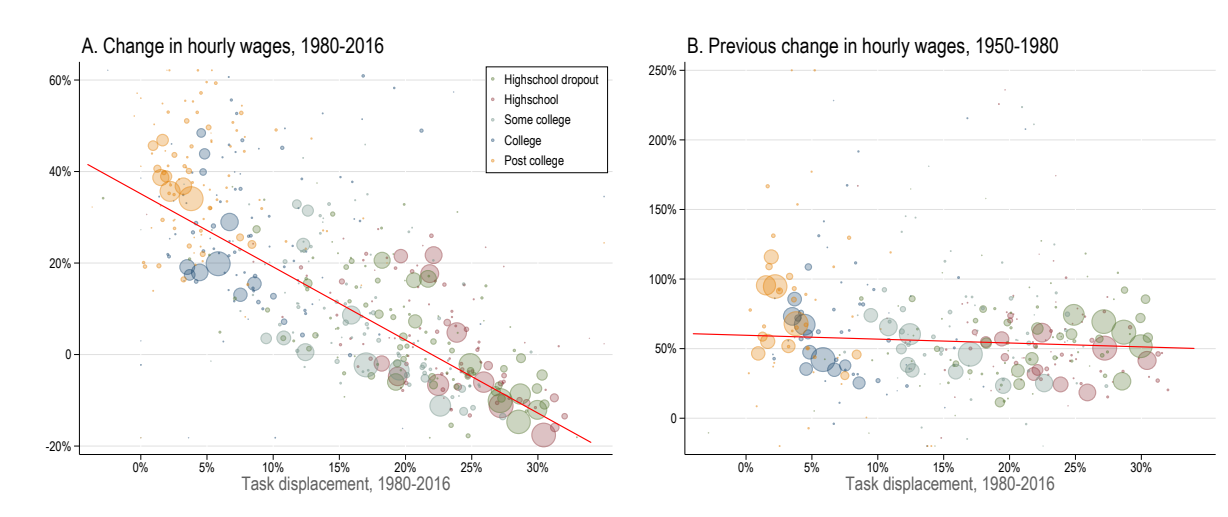 A. Change in hourly wages, 1980-2016
60%
40%
20%
0
-20%
0%
5%
10%
15%
20%
25%
30%
Task displacement, 1980-2016
Highschool dropout
Highschool
Some college
College
Post college
B. Previous change in hourly wages, 1950-1980
250%
200%
150%
100%
50%
0
0%
5%
10%
15%
20%
25%
30%
Task displacement, 1980-2016